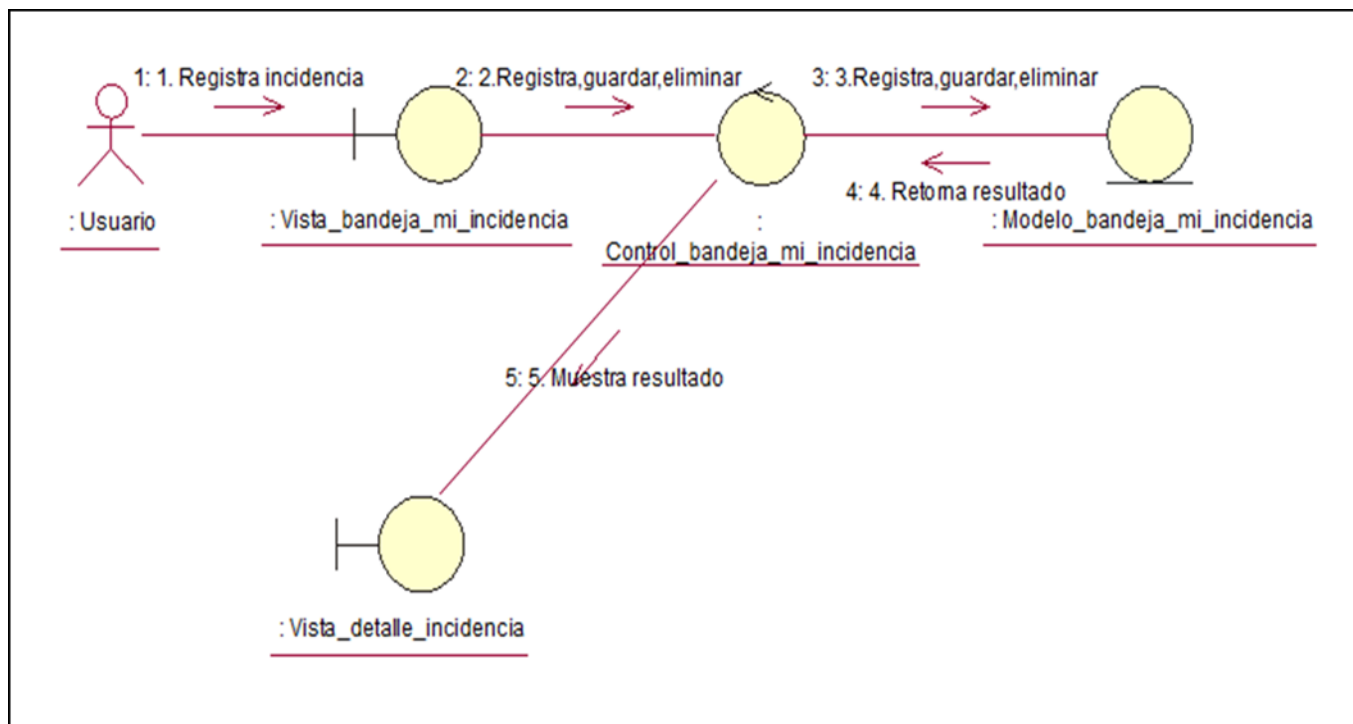 1: 1. Registra incidencia
2: 2.Registra,guardar,eliminar
3: 3.Registra,guardar,eliminar
4: 4. Retorna resultado
: Usuario
: Vista_bandeja_mi_incidencia
:
Control_bandeja_mi_incidencia
: Modelo_bandeja_mi_incidencia
5: 5. Muestra resultado
: Vista_detalle_incidencia